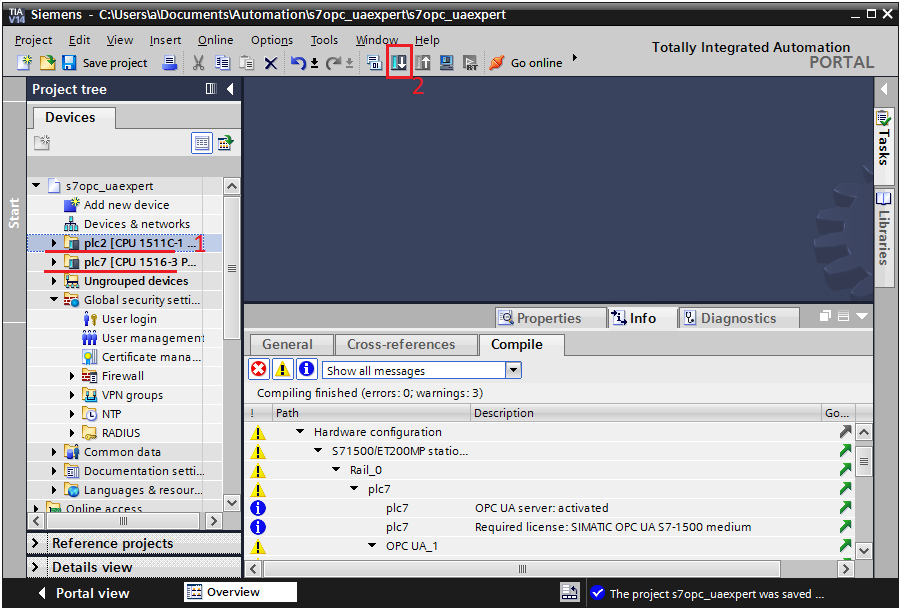 TIA V14 Siemens - C:\Users\a\Documents\Automation\s7opc_uaexpert\s7opc_uaexpert
Project Edit View Insert Online Options Tools Window Help
Totally Integrated Automation
PORTAL
Save project
RT
Go online
2
Project tree
Devices
Start
s7opc_uaexpert
Add new device
Devices & networks
plc2 [CPU 1511C-1 ...
1
plc7 [CPU 1516-3 P...
Ungrouped devices
Global security setti...
User login
User management
Certificate mana...
Firewall
VPN groups
NTP
RADIUS
Common data
Documentation setti...
Languages & resour...
Online access
Reference projects
Details view
Tasks
Libraries
Properties Info Diagnostics
General Cross-references Compile
Show all messages
Compiling finished (errors: 0; warnings: 3)
! Path Description Go...
Hardware configuration
S71500/ET200MP statio...
Rail_0
plc7
plc7 OPC UA server: activated
plc7 Required license: SIMATIC OPC UA S7-1500 medium
OPC UA_1
Portal view
Overview
The project s7opc_uaexpert was saved ...